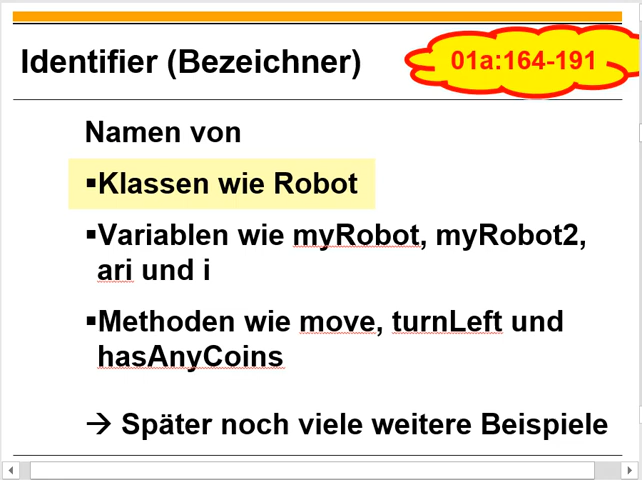 Identifier (Bezeichner)
01a:164-191
Namen von
▪Klassen wie Robot
▪Variablen wie myRobot, myRobot2,
ari und i
▪Methoden wie move, turnLeft und
hasAnyCoins
→ Später noch viele weitere Beispiele